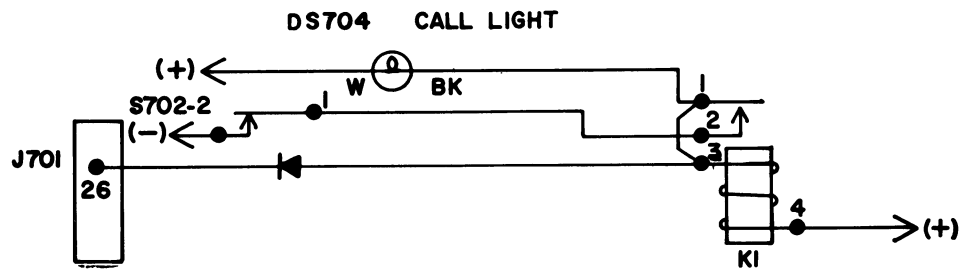 DS704 CALL LIGHT
(+)
W BK
1
S702-2
1
2
(-)
J701
3
26
4
(+)
K1